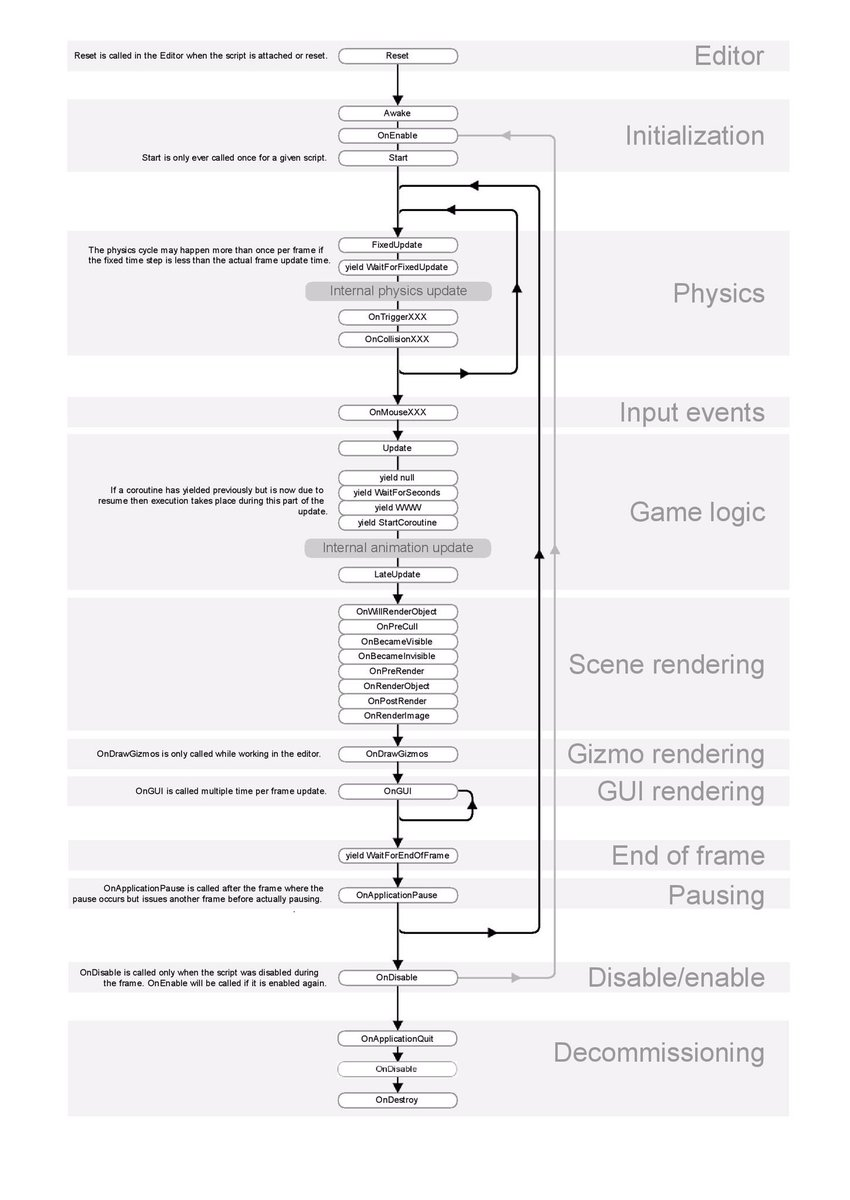 Reset is called in the Editor when the script is attached or reset.
Reset
Editor
Awake
OnEnable
Initialization
Start is only ever called once for a given script.
Start
The physics cycle may happen more than once per frame if
the fixed time step is less than the actual frame update time.
FixedUpdate
yield WaitForFixedUpdate
Internal physics update
Physics
OnTriggerXXX
OnCollisionXXX
OnMouseXXX
Input events
Update
If a coroutine has yielded previously but is now due to
resume then execution takes place during this part of the
update.
yield null
yield WaitForSeconds
yield WWW
yield StartCoroutine
Game logic
Internal animation update
LateUpdate
OnWillRenderObject
OnPreCull
OnBecameVisible
OnBecameInvisible
OnPreRender
OnRenderObject
OnPostRender
OnRenderImage
Scene rendering
OnDrawGizmos is only called while working in the editor.
OnDrawGizmos
Gizmo rendering
OnGUI is called multiple time per frame update.
OnGUI
GUI rendering
yield WaitForEndOfFrame
End of frame
OnApplicationPause is called after the frame where the
pause occurs but issues another frame before actually pausing.
.
OnApplicationPause
Pausing
OnDisable is called only when the script was disabled during
the frame. OnEnable will be called if it is enabled again.
OnDisable
Disable/enable
OnApplicationQuit
Decommissioning
OnDisable
OnDestroy